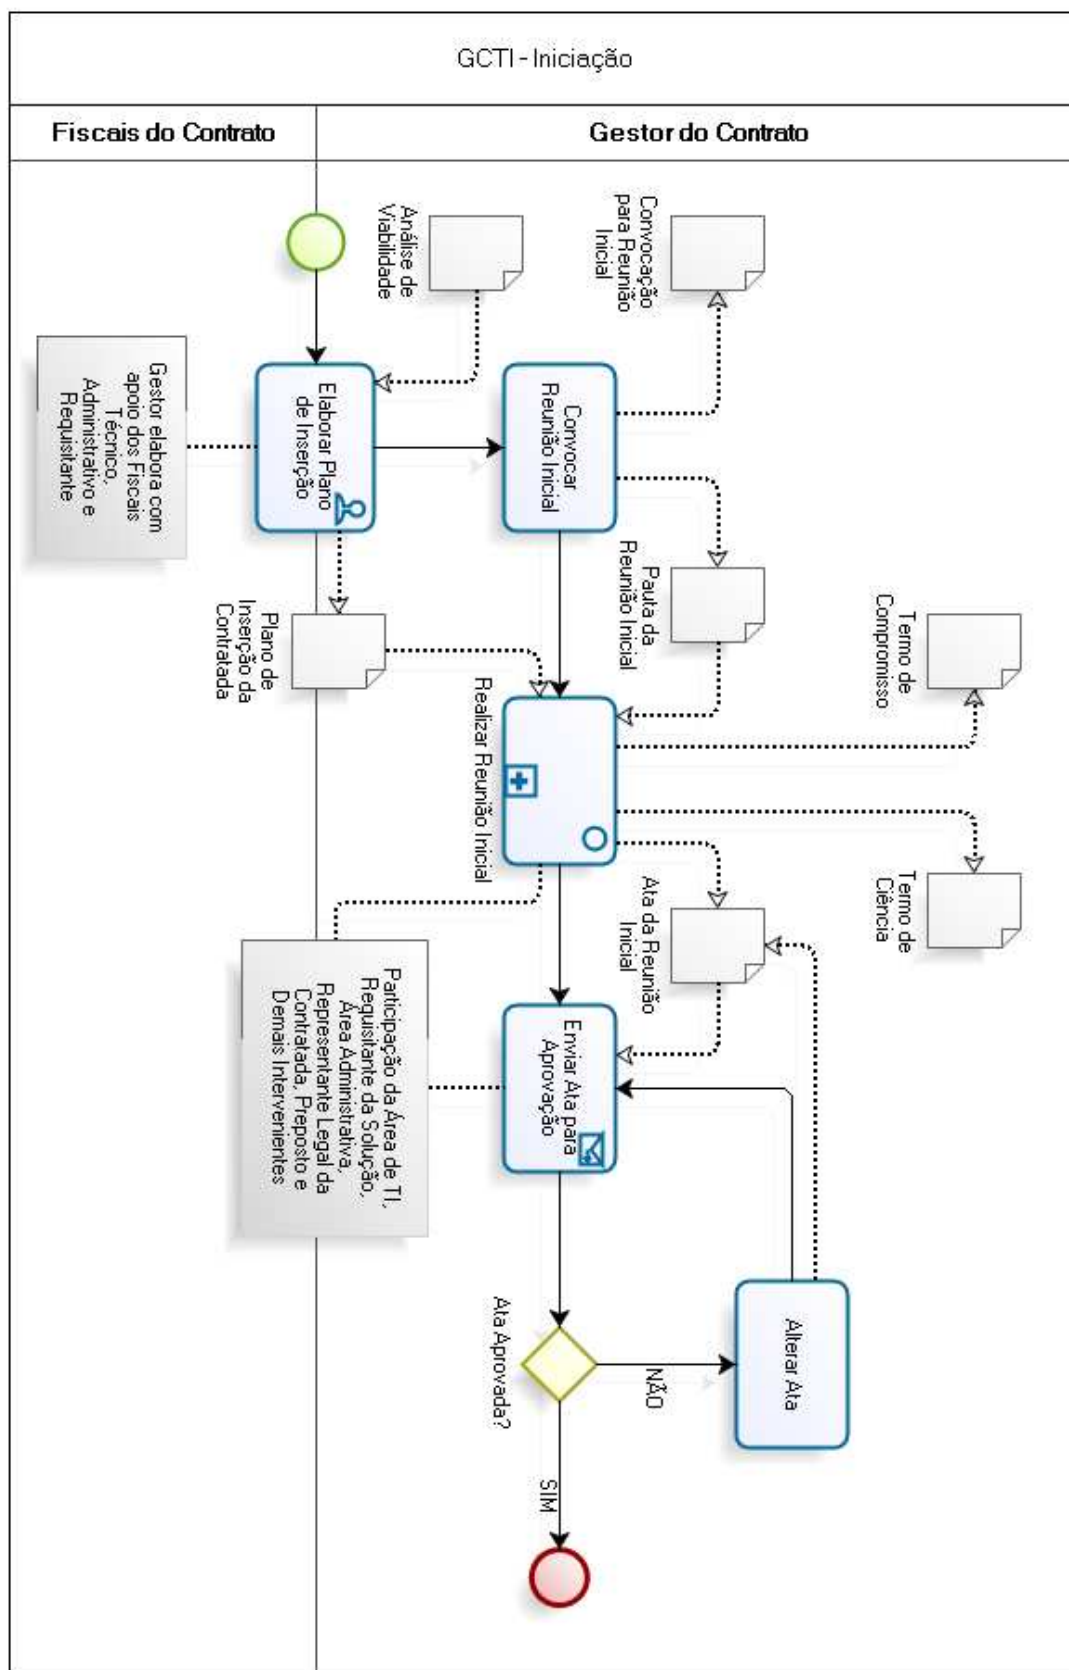 GCTI - Iniciação
Fiscais do Contrato
Gestor do Contrato
Análise de
Viabilidade
Convocação
para Reunião
Inicial
Gestor elabora com
apoio dos Fiscais
Técnico,
Administrativo e
Requisitante
Elaborar Plano
de Inserção
Convocar
Reunião Inicial
Plano de
Inserção da
Contratada
Pauta da
Reunião Inicial
Termo de
Compromisso
Realizar Reunião Inicial
Termo de
Ciência
Ata da Reunião
Inicial
Participação da Área de TI,
Requisitante da Solução,
Área Administrativa,
Representante Legal da
Contratada, Preposto e
Demais Intervenientes
Enviar Ata para
Aprovação
Alterar Ata
Ata Aprovada?
NÃO
SIM